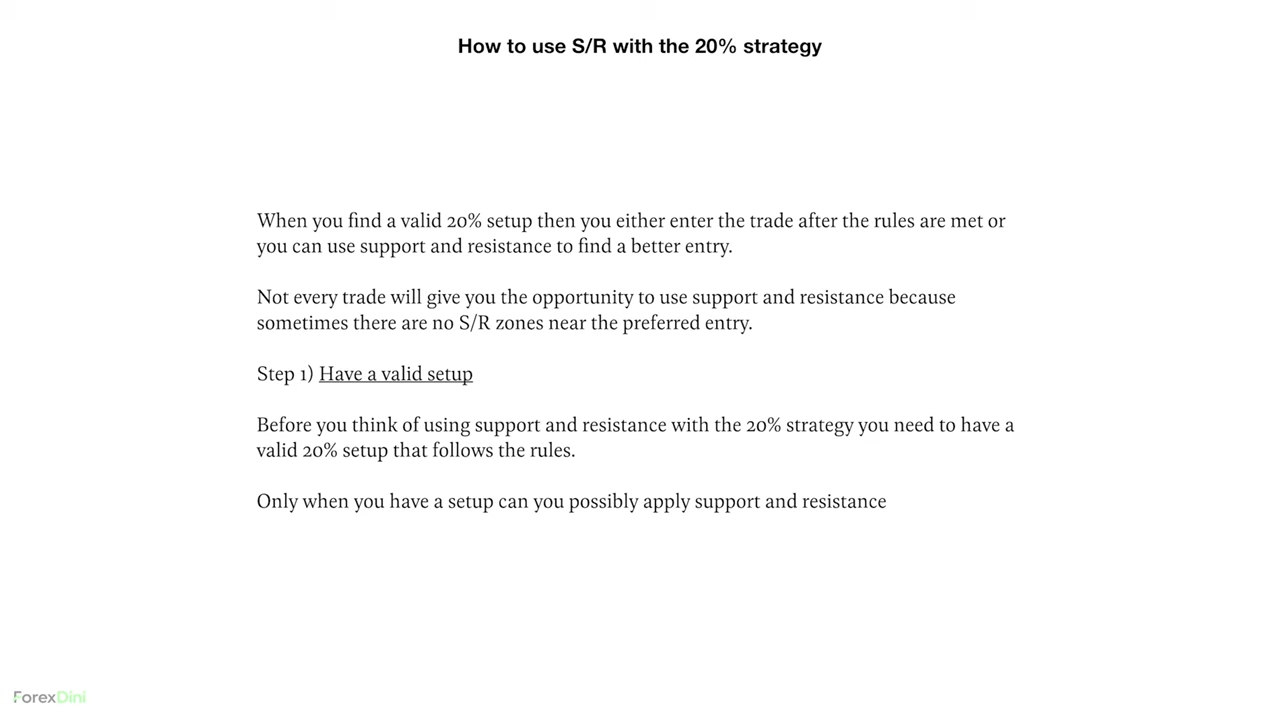 How to use S/R with the 20% strategy
When you find a valid 20% setup then you either enter the trade after the rules are met or
you can use support and resistance to find a better entry.
Not every trade will give you the opportunity to use support and resistance because
sometimes there are no S/R zones near the preferred entry.
Step 1) Have a valid setup
Before you think of using support and resistance with the 20% strategy you need to have a
valid 20% setup that follows the rules.
Only when you have a setup can you possibly apply support and resistance
ForexDini